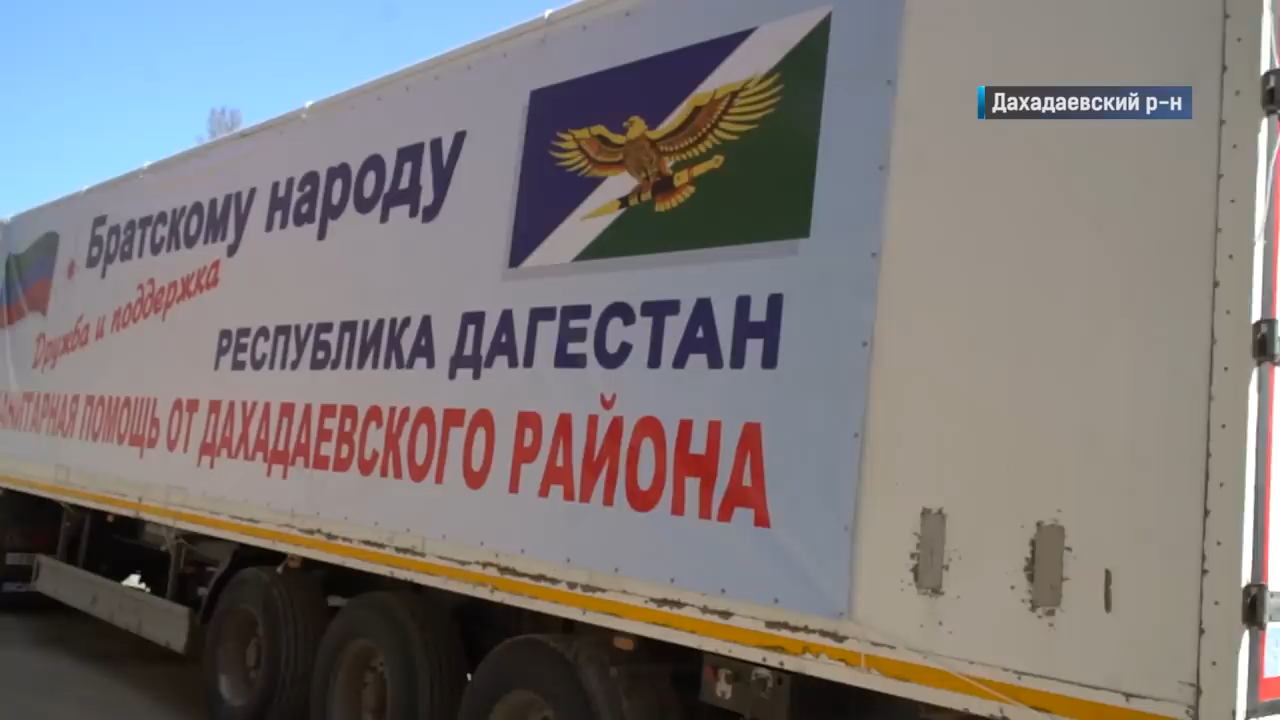 Дахадаевский р-н
Братскому народу
Дружба и поддержка
РЕСПУБЛИКА ДАГЕСТАН
ПОМОЩЬ ОТ ДАХАДАЕВСКОГО РАЙОНА